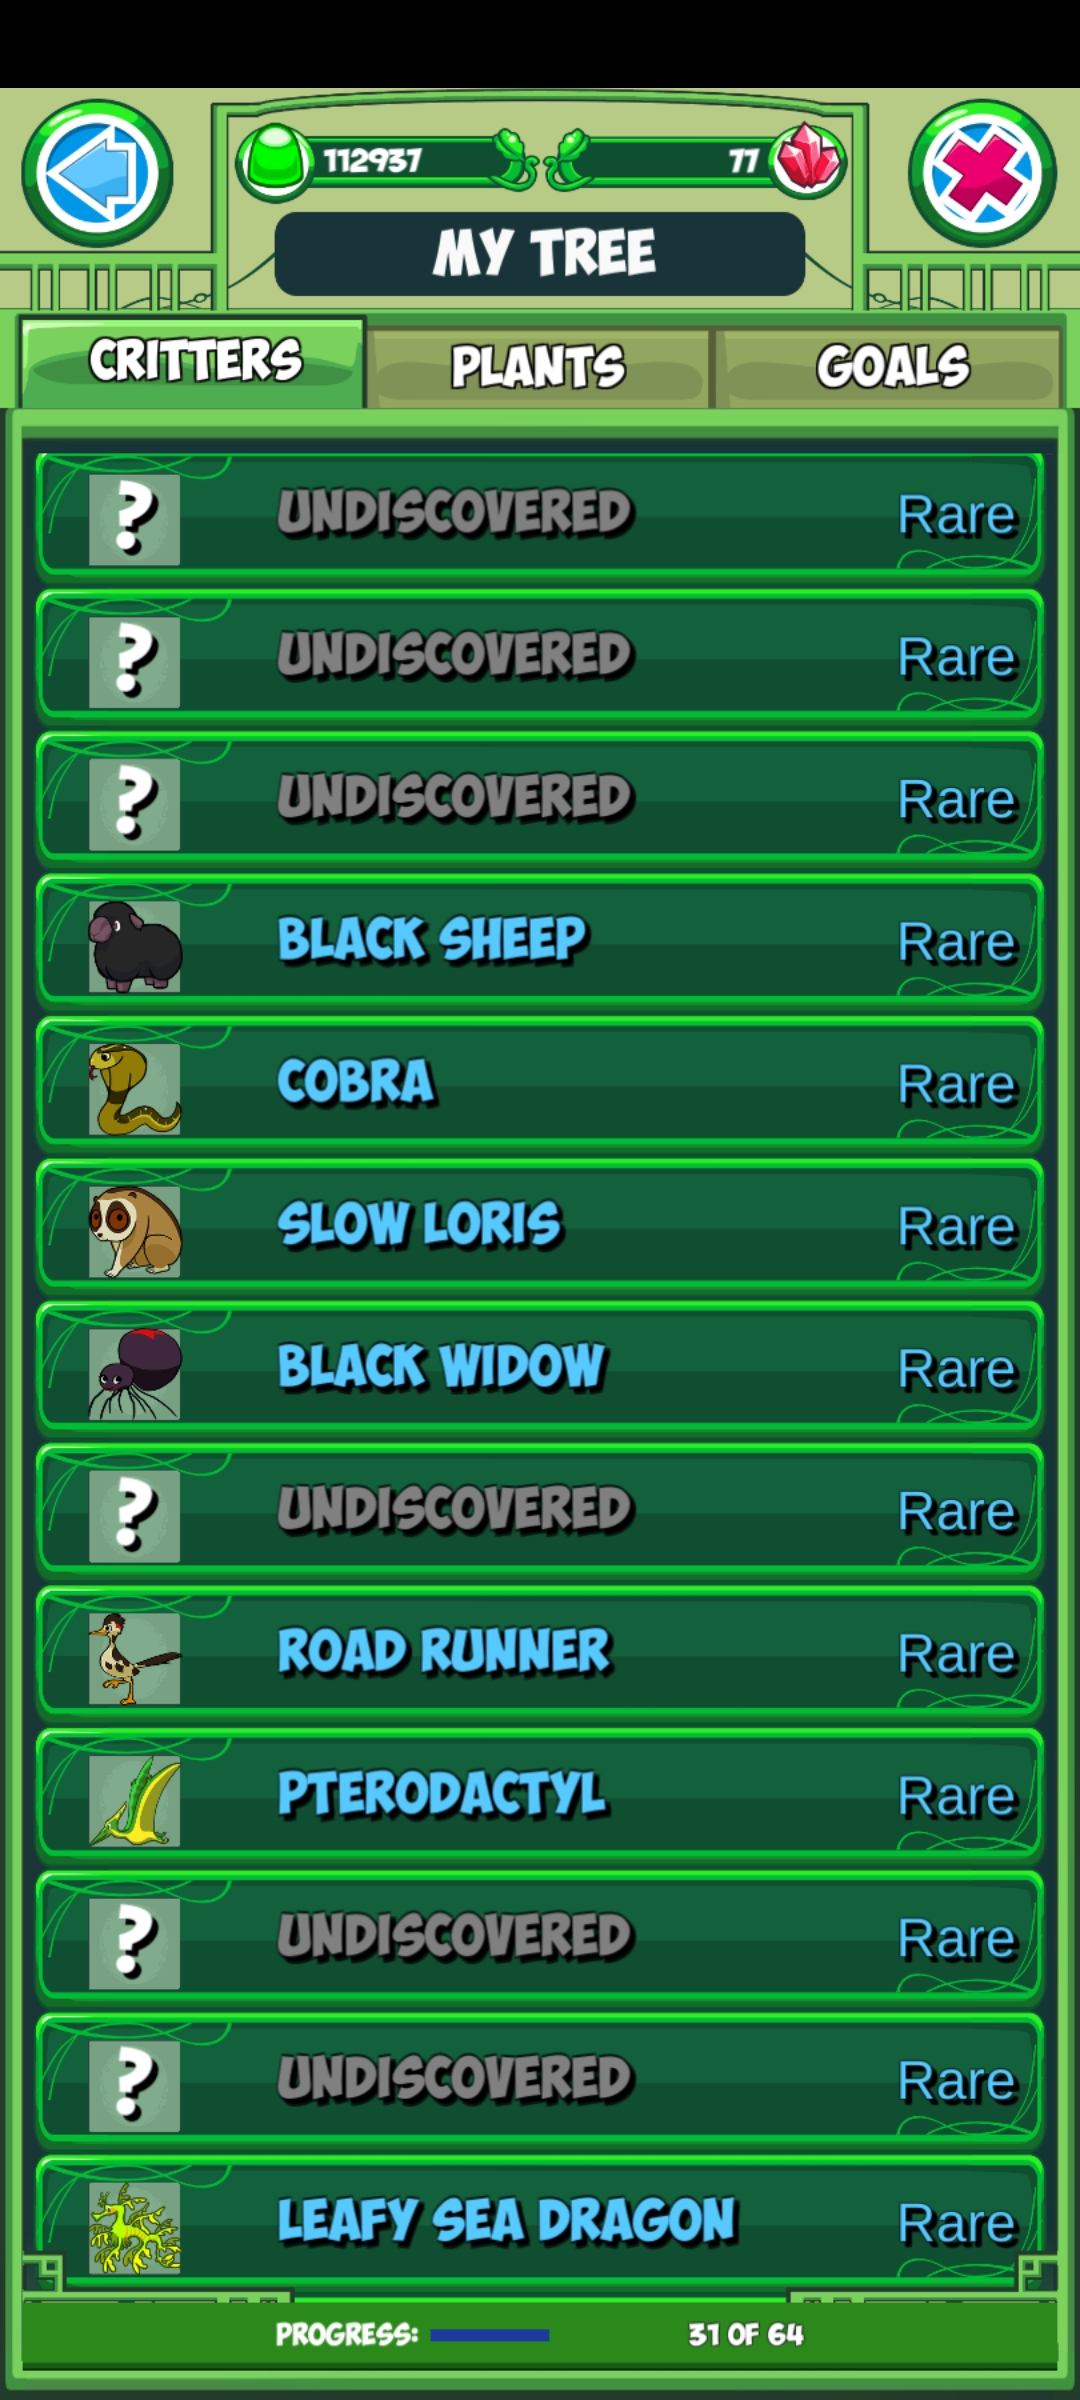 112937
77
MY TREE
CRITTERS
PLANTS
GOALS
? UNDISCOVERED Rare
? UNDISCOVERED Rare
? UNDISCOVERED Rare
BLACK SHEEP Rare
COBRA Rare
SLOW LORIS Rare
BLACK WIDOW Rare
? UNDISCOVERED Rare
ROAD RUNNER Rare
PTERODACTYL Rare
? UNDISCOVERED Rare
? UNDISCOVERED Rare
LEAFY SEA DRAGON Rare
PROGRESS: 31 OF 64